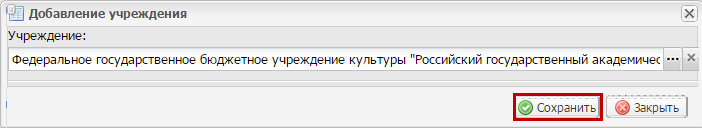 Добавление учреждения
Учреждение:
Федеральное государственное бюджетное учреждение культуры "Российский государственный академичес
Сохранить Закрыть